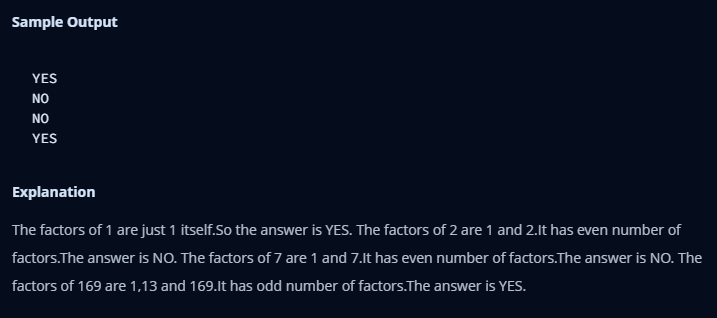 Sample Output
YES
NO
NO
YES
Explanation
The factors of 1 are just 1 itself.So the answer is YES. The factors of 2 are 1 and 2.It has even number of
factors.The answer is NO. The factors of 7 are 1 and 7.It has even number of factors.The answer is NO. The
factors of 169 are 1,13 and 169.It has odd number of factors.The answer is YES.